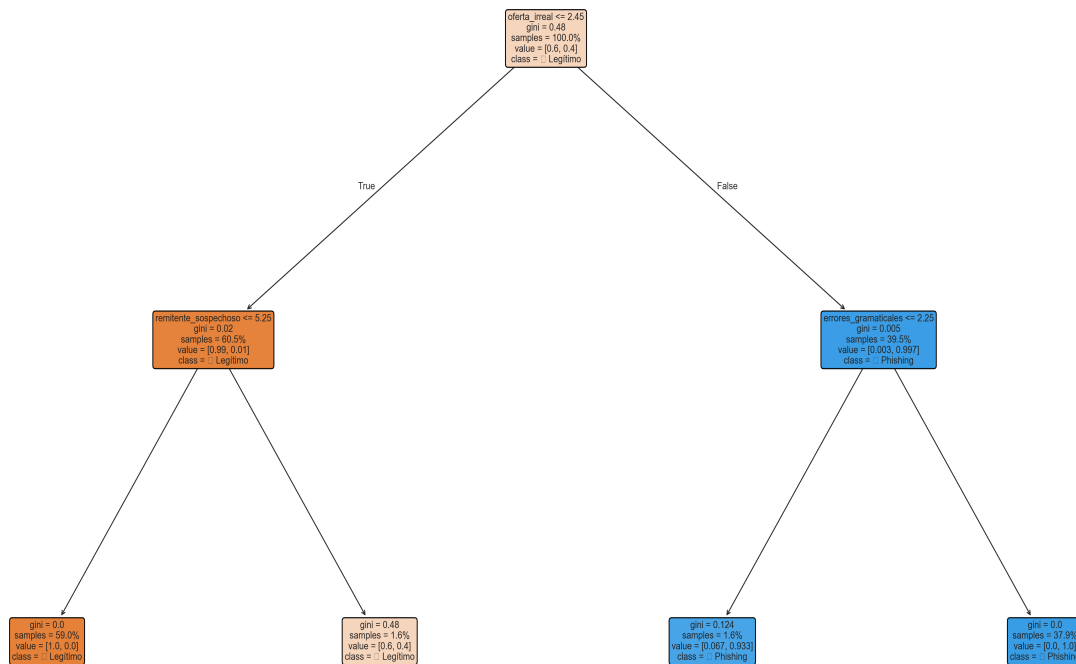 oferta_irreal <= 2.45
gini = 0.48
samples = 100.0%
value = [0.6, 0.4]
class = ▯ Legítimo
True
False
remitente_sospechoso <= 5.25
gini = 0.02
samples = 60.5%
value = [0.99, 0.01]
class = ▯ Legítimo
errores_gramaticales <= 2.25
gini = 0.005
samples = 39.5%
value = [0.003, 0.997]
class = ▯ Phishing
gini = 0.0
samples = 59.0%
value = [1.0, 0.0]
class = ▯ Legítimo
gini = 0.48
samples = 1.6%
value = [0.6, 0.4]
class = ▯ Legítimo
gini = 0.124
samples = 1.6%
value = [0.067, 0.933]
class = ▯ Phishing
gini = 0.0
samples = 37.9%
value = [0.0, 1.0]
class = ▯ Phishing